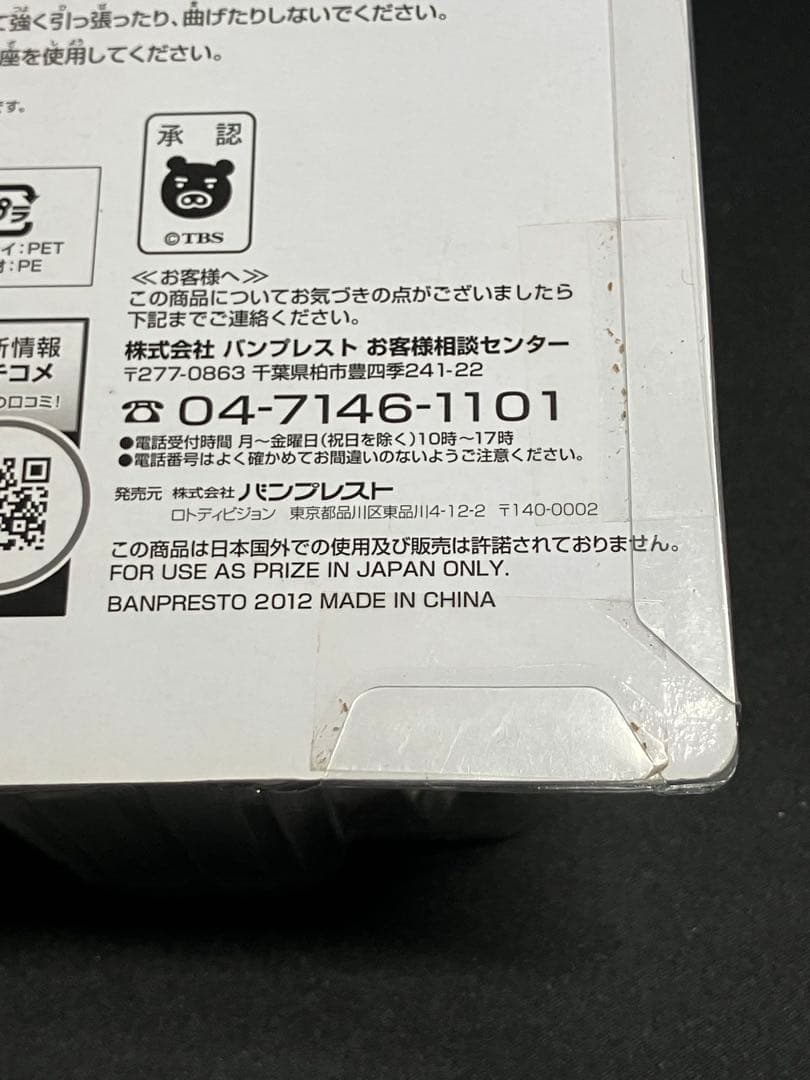 て強く引っ張ったり、曲げたりしないでください。
座を使用してください。
です。
承 認
©TBS
プラ
イ:PET
材:PE
≪お客様へ≫
この商品についてお気づきの点がございましたら
下記までご連絡ください。
新情報
チコメ
の口コミ!
株式会社 バンプレスト お客様相談センター
〒277-0863 千葉県柏市豊四季241-22
☎ 04-7146-1101
●電話受付時間 月〜金曜日(祝日を除く)10時〜17時
●電話番号はよく確かめてお間違いのないようご注意ください。
発売元 株式会社 バンプレスト
ロトディビジョン 東京都品川区東品川4-12-2 〒140-0002
この商品は日本国外での使用及び販売は許諾されておりません。
FOR USE AS PRIZE IN JAPAN ONLY.
BANPRESTO 2012 MADE IN CHINA